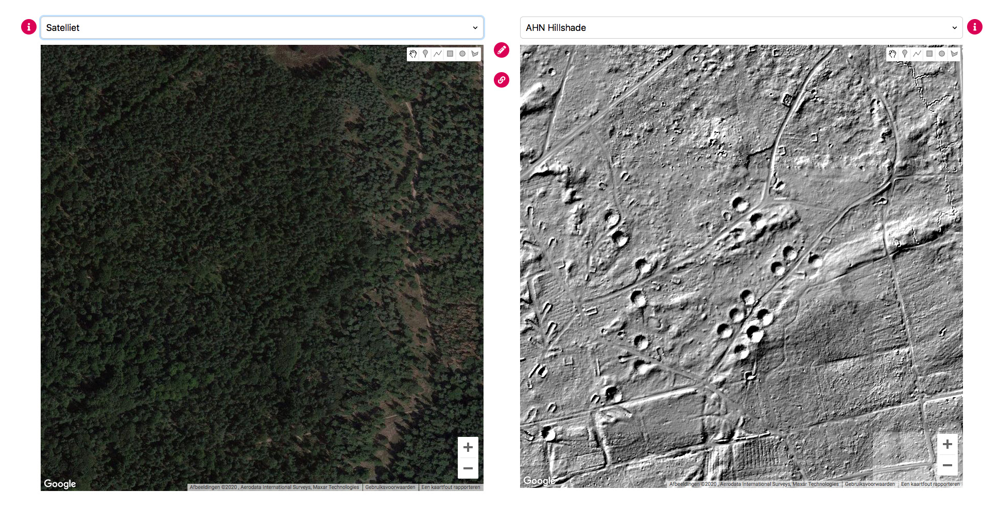 Satelliet
AHN Hillshade
Google
Afbeeldingen ©2020 , Aerodata International Surveys, Maxar Technologies
Gebruiksvoorwaarden
Een kaartfout rapporteren
Google
Afbeeldingen ©2020 , Aerodata International Surveys, Maxar Technologies
Gebruiksvoorwaarden
Een kaartfout rapporteren